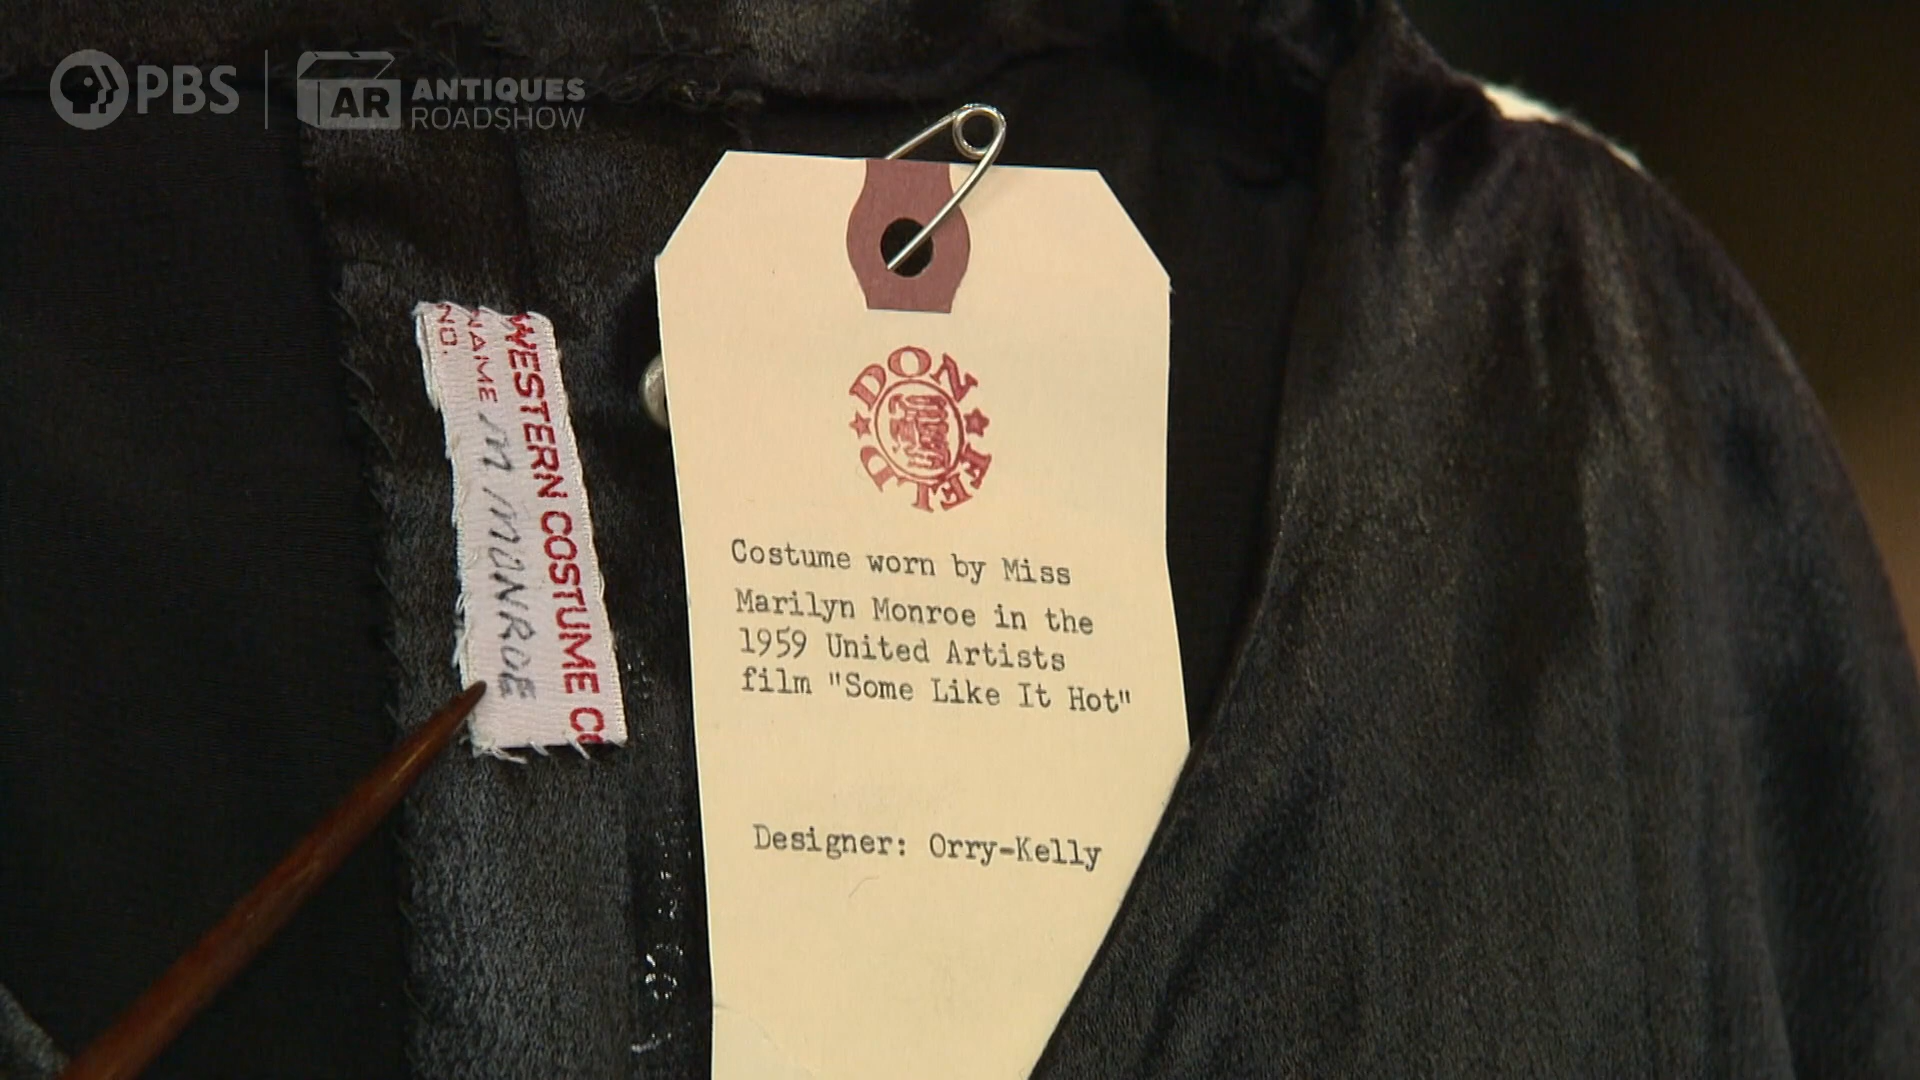 PBS
AR
ANTIQUES
ROADSHOW
WESTERN COSTUME CO
NAME M MONROE
NO.
DON FELD
Costume worn by Miss
Marilyn Monroe in the
1959 United Artists
film "Some Like It Hot"
Designer: Orry-Kelly